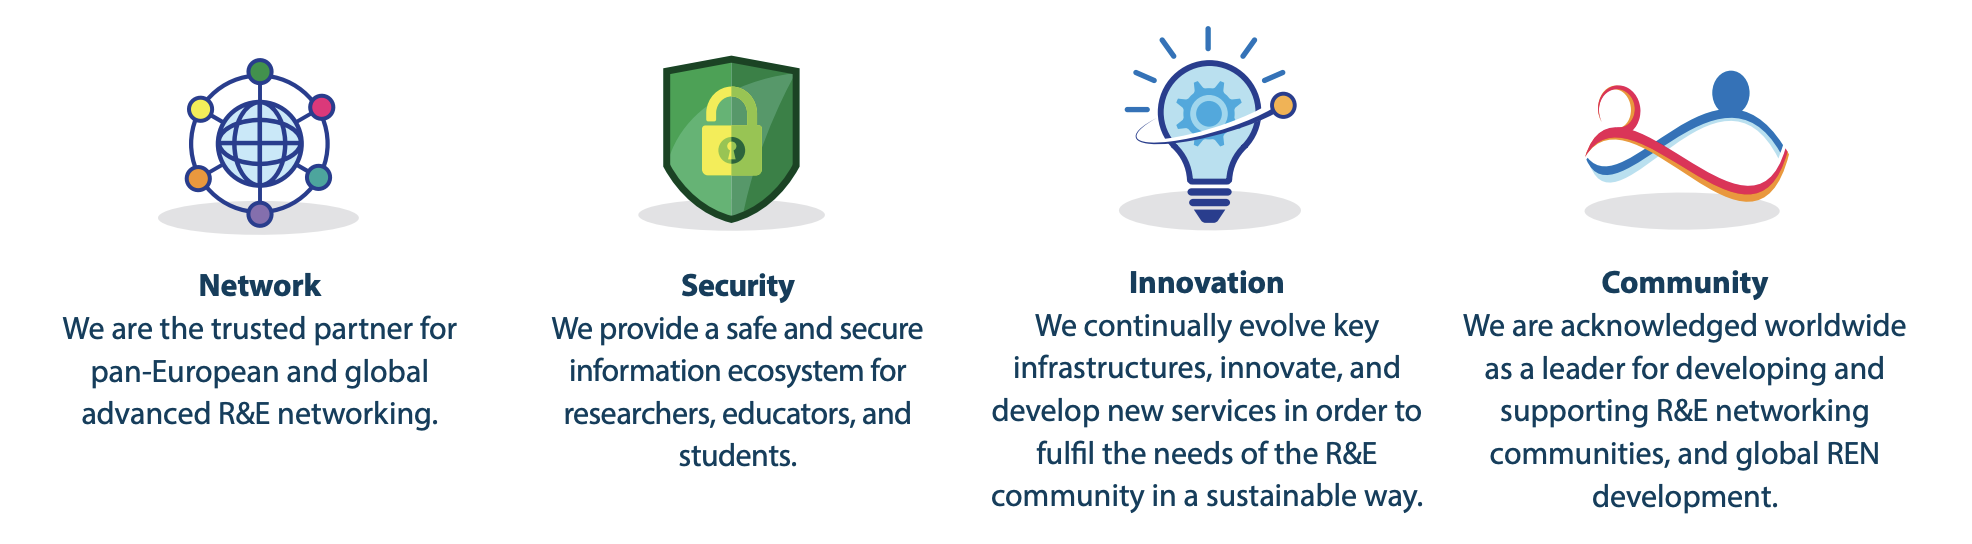 Network
We are the trusted partner for
pan-European and global
advanced R&E networking.
Security
We provide a safe and secure
information ecosystem for
researchers, educators, and
students.
Innovation
We continually evolve key
infrastructures, innovate, and
develop new services in order to
fulfil the needs of the R&E
community in a sustainable way.
Community
We are acknowledged worldwide
as a leader for developing and
supporting R&E networking
communities, and global REN
development.